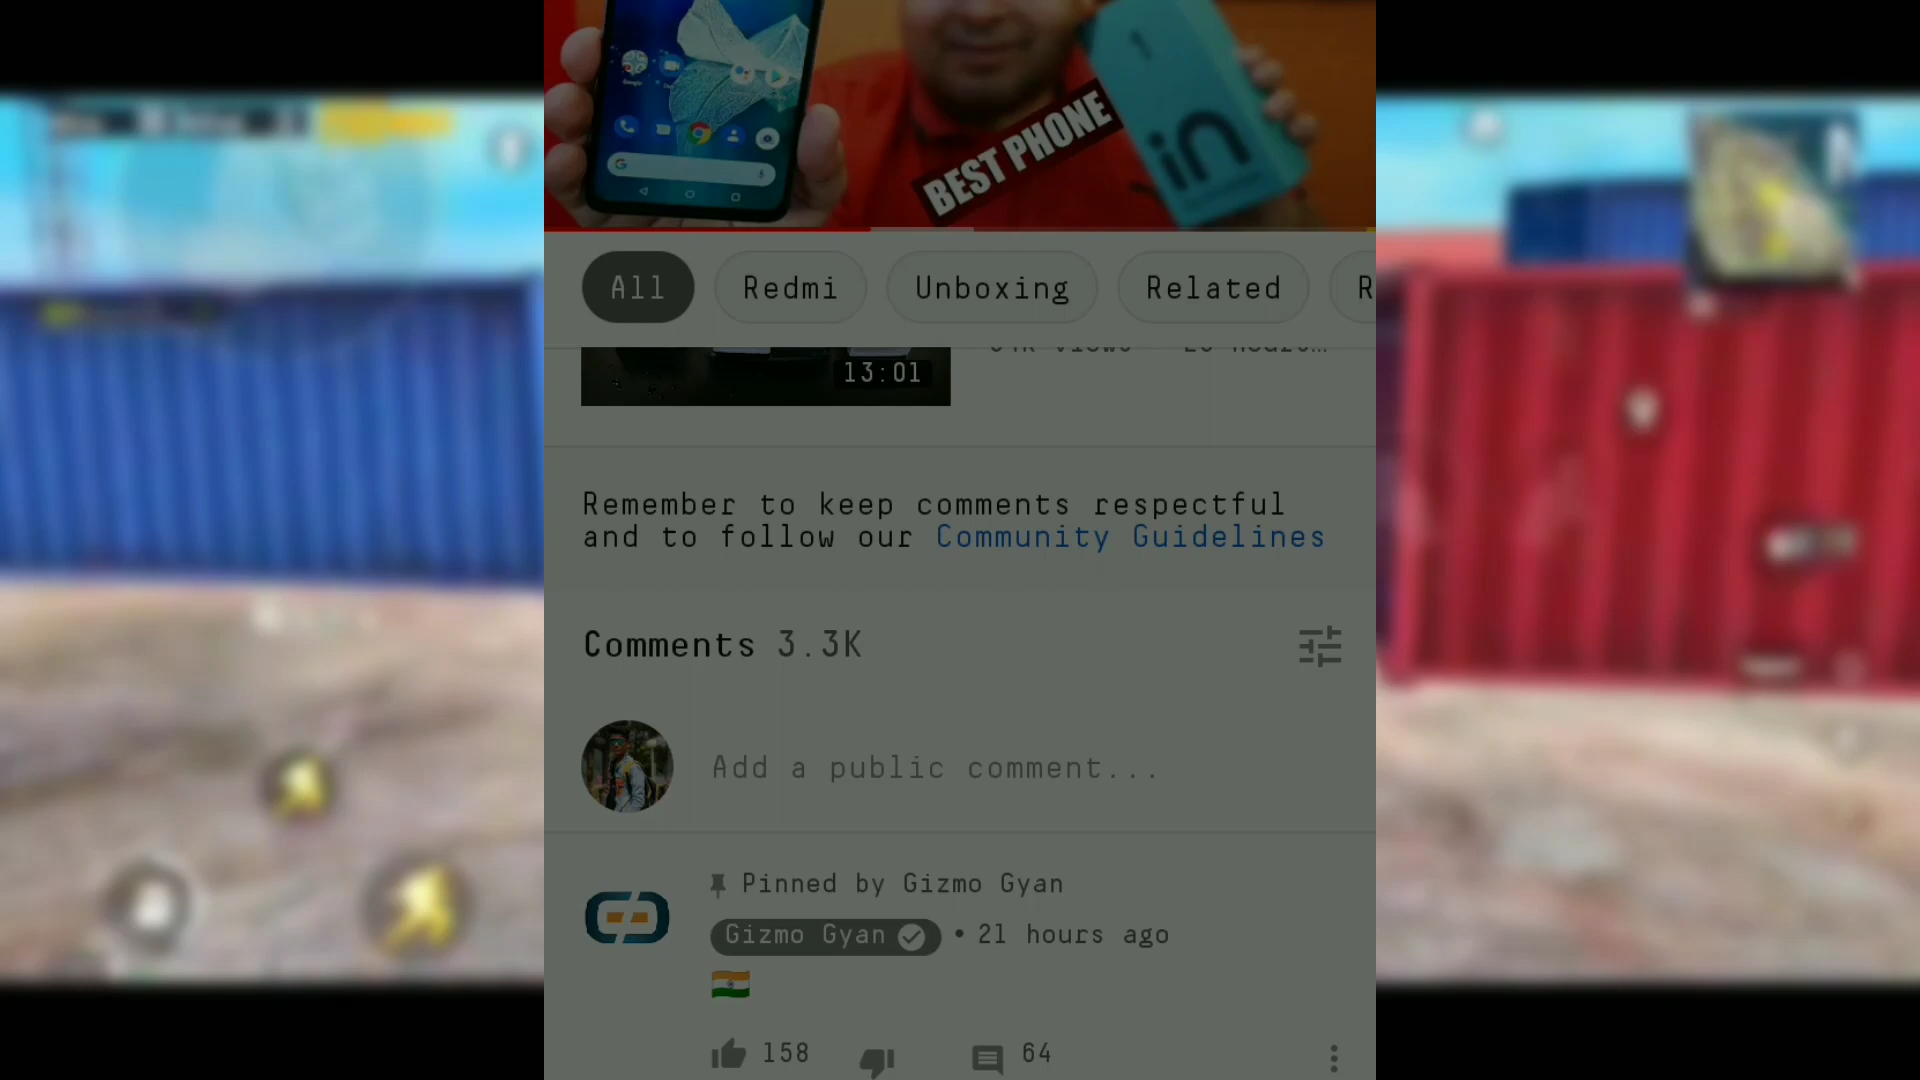 BEST PHONE
in
All
Redmi
Unboxing
Related
R
13:01
Remember to keep comments respectful
and to follow our Community Guidelines
Comments 3.3K
Add a public comment...
Pinned by Gizmo Gyan
Gizmo Gyan • 21 hours ago
158
64